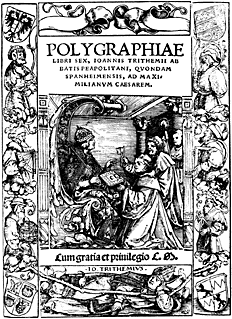 POLYGRAPHIAE
LIBRI SEX, IOANNIS TRITHEMII AB
BATIS PEAPOLITANI, QVONDAM
SPANHEIMENSIS, AD MAXI-
MILIANVM CAESAREM.
Cum gratia et priuilegio C. M.
·IO. TRITHEMIVS·